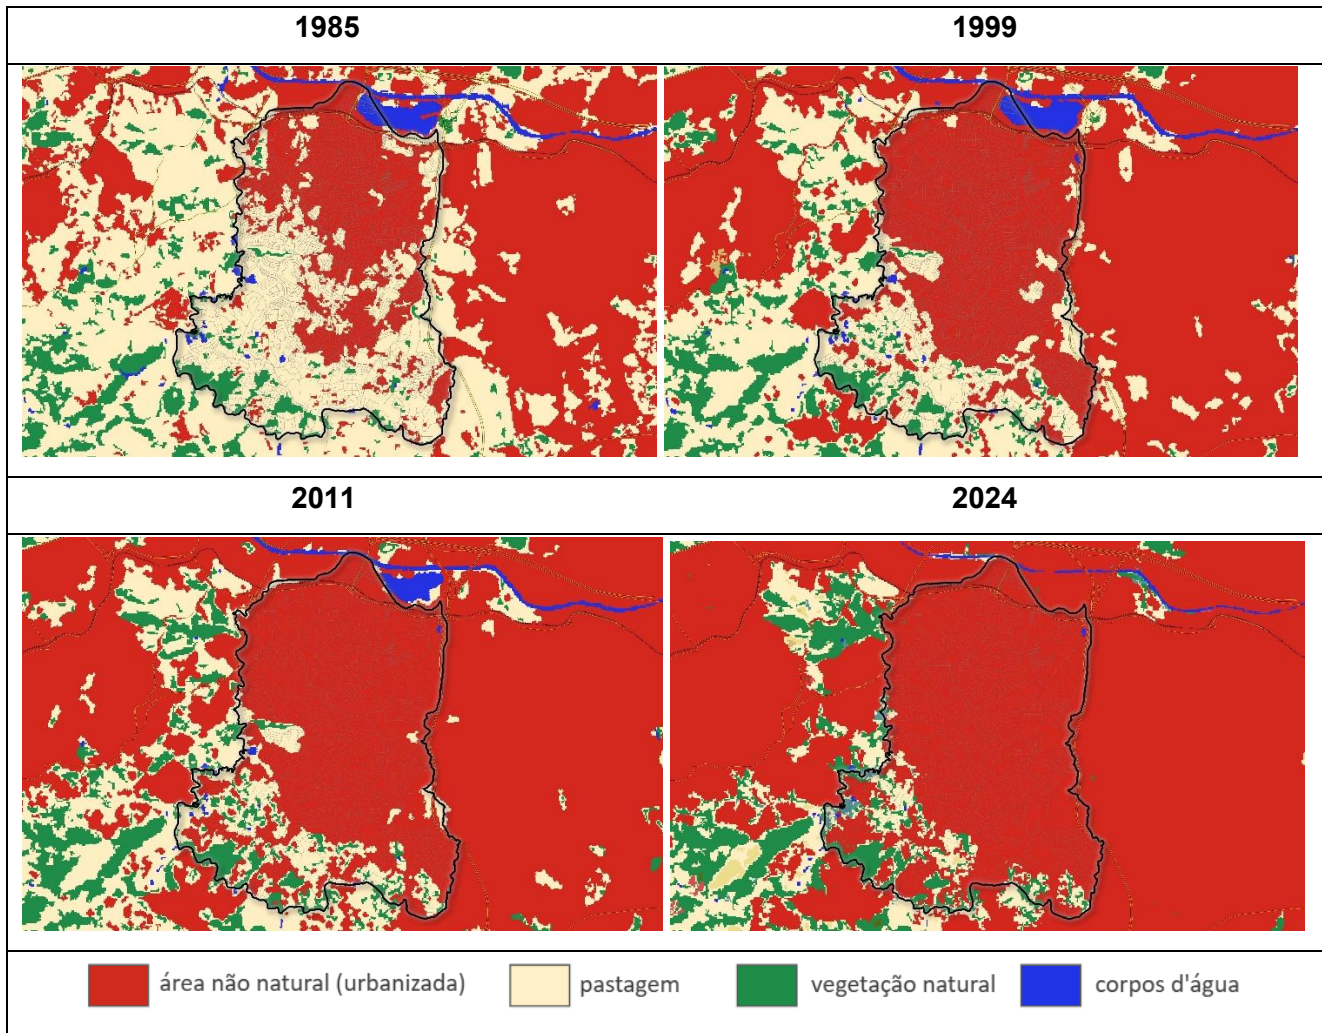 1985
1999
2011
2024
área não natural (urbanizada)
pastagem
vegetação natural
corpos d'água